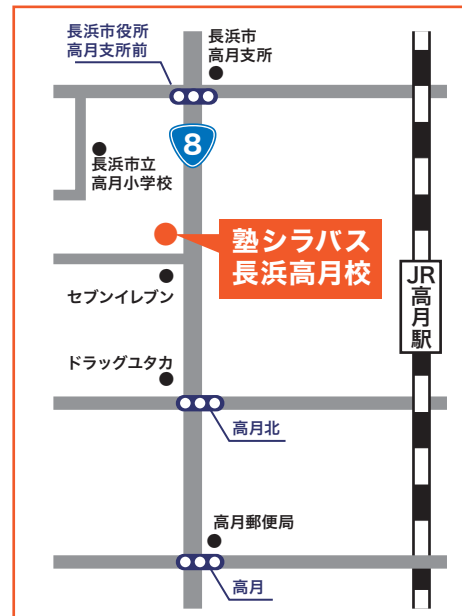 長浜市役所
高月支所前
長浜市
高月支所
8
長浜市立
高月小学校
塾シラバス
長浜高月校
セブンイレブン
JR高月駅
ドラッグユタカ
高月北
高月郵便局
高月